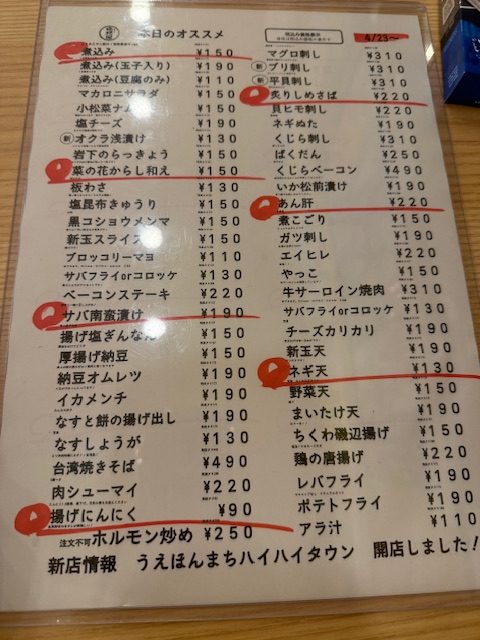 本日のオススメ
煮込み ¥150
煮込み(玉子入り) ¥190
煮込み(豆腐のみ) ¥110
マカロニサラダ ¥150
小松菜ナムル ¥150
塩チーズ ¥190
新 オクラ浅漬け ¥130
岩下のらっきょう ¥150
菜の花からし和え ¥150
板わさ ¥130
塩昆布きゅうり ¥150
黒コショウメンマ ¥150
新玉スライス ¥150
ブロッコリーマヨ ¥110
サバフライorコロッケ ¥130
ベーコンステーキ ¥220
サバ南蛮漬け ¥190
揚げ塩ぎんなん ¥150
厚揚げ納豆 ¥150
納豆オムレツ ¥190
イカメンチ ¥190
なすと餅の揚げ出し ¥190
なすしょうが ¥130
台湾焼きそば ¥490
肉シューマイ ¥220
揚げにんにく ¥90
注文不可 ホルモン炒め ¥250
4/23〜
マグロ刺し ¥310
新 ブリ刺し ¥310
新 平貝刺し ¥310
炙りしめさば ¥220
貝ヒモ刺し ¥220
ネギぬた ¥190
くじら刺し ¥310
ばくだん ¥250
くじらベーコン ¥490
いか松前漬け ¥190
あん肝 ¥220
煮こごり ¥150
ガツ刺し ¥190
エイヒレ ¥220
やっこ ¥150
牛サーロイン焼肉 ¥310
サバフライorコロッケ ¥130
チーズカリカリ ¥190
新玉天 ¥190
ネギ天 ¥130
野菜天 ¥150
まいたけ天 ¥190
ちくわ磯辺揚げ ¥150
鶏の唐揚げ ¥220
レバフライ ¥190
ポテトフライ ¥190
アラ汁 ¥110
新店情報 うえほんまちハイハイタウン 開店しました!